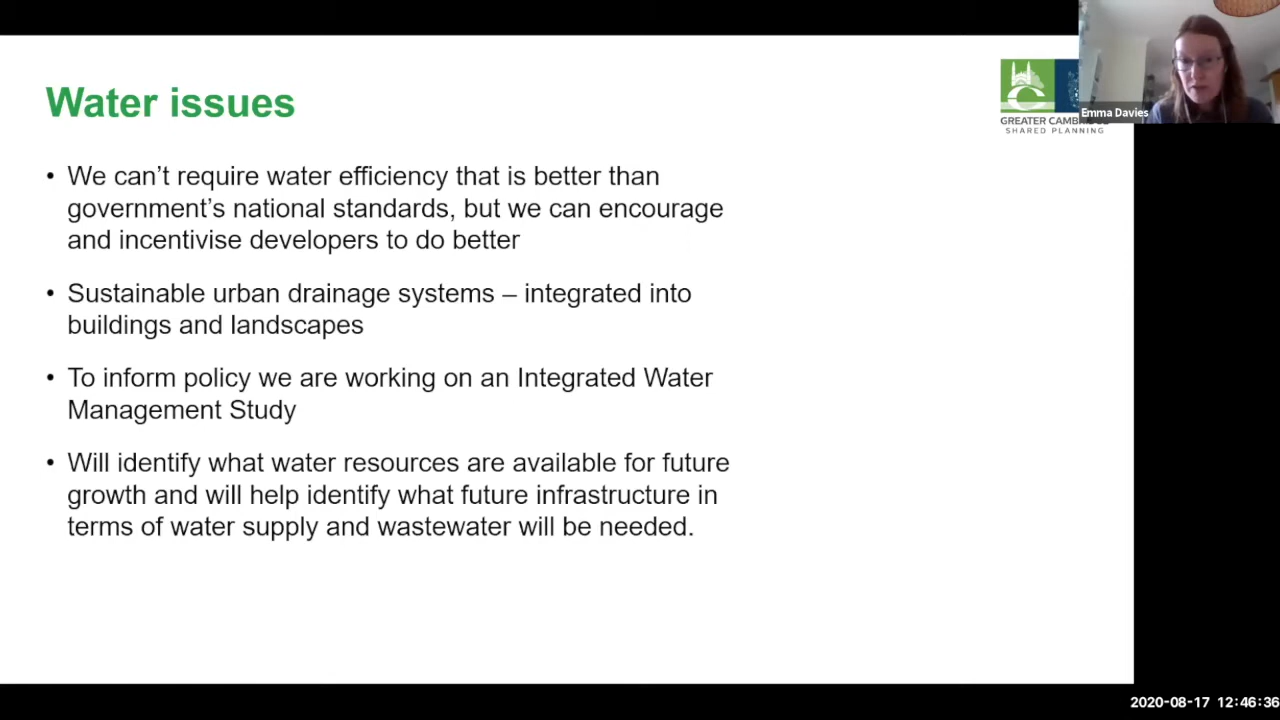 Water issues
GREATER CAMB
SHARED PLANNING
Emma Davies
• We can’t require water efficiency that is better than
government’s national standards, but we can encourage
and incentivise developers to do better
• Sustainable urban drainage systems – integrated into
buildings and landscapes
• To inform policy we are working on an Integrated Water
Management Study
• Will identify what water resources are available for future
growth and will help identify what future infrastructure in
terms of water supply and wastewater will be needed.
2020-08-17 12:46:36